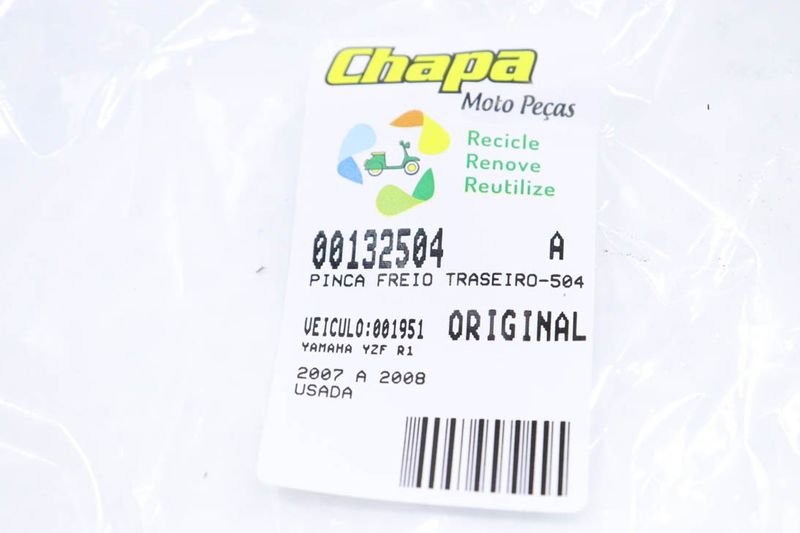 Chapa
Moto Peças
Recicle
Renove
Reutilize
00132504 A
PINCA FREIO TRASEIRO-504
VEICULO:001951 ORIGINAL
YAMAHA YZF R1
2007 A 2008
USADA